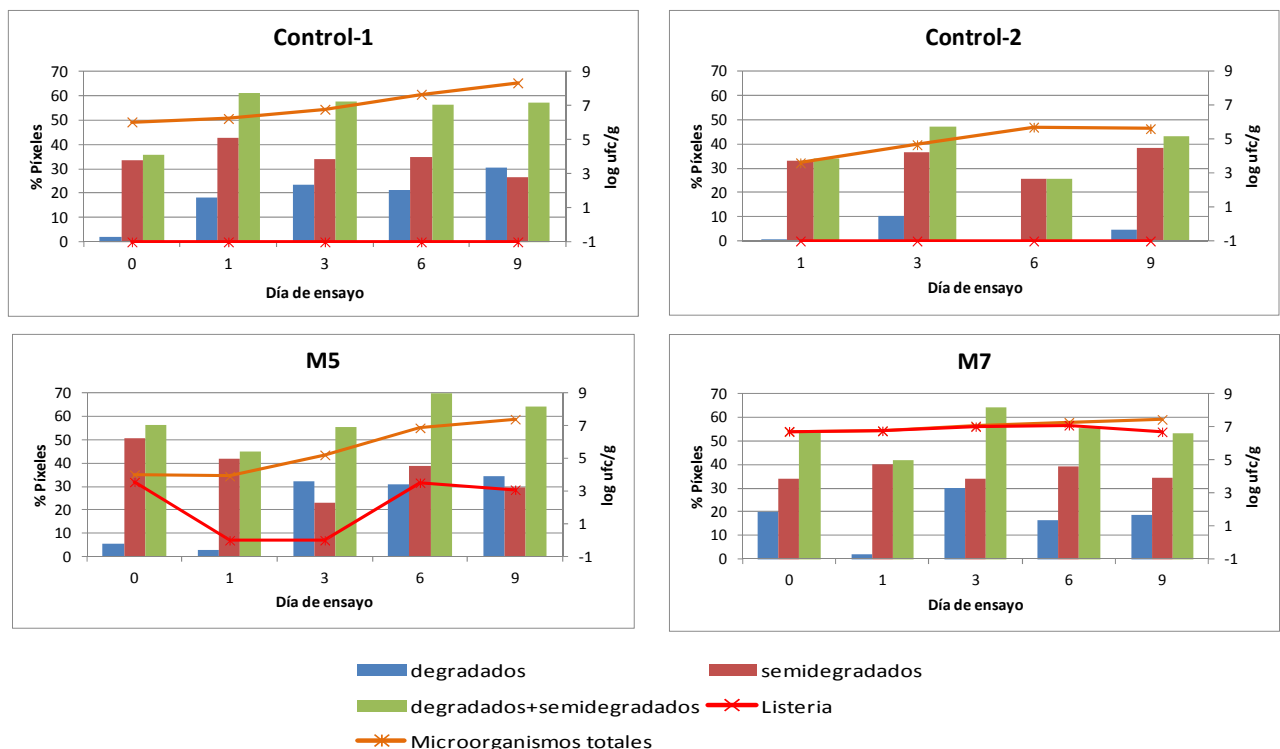 Control-1
70
60
50
40
30
20
10
0
% Píxeles
9
7
5
3
1
-1
log ufc/g
0 1 3 6 9
Día de ensayo
Control-2
70
60
50
40
30
20
10
0
% Píxeles
9
7
5
3
1
-1
log ufc/g
1 3 6 9
Día de ensayo
M5
70
60
50
40
30
20
10
0
% Píxeles
9
7
5
3
1
-1
log ufc/g
0 1 3 6 9
Día de ensayo
M7
70
60
50
40
30
20
10
0
% Píxeles
9
7
5
3
1
-1
log ufc/g
0 1 3 6 9
Día de ensayo
degradados semidegradados
degradados+semidegradados Listeria
Microorganismos totales